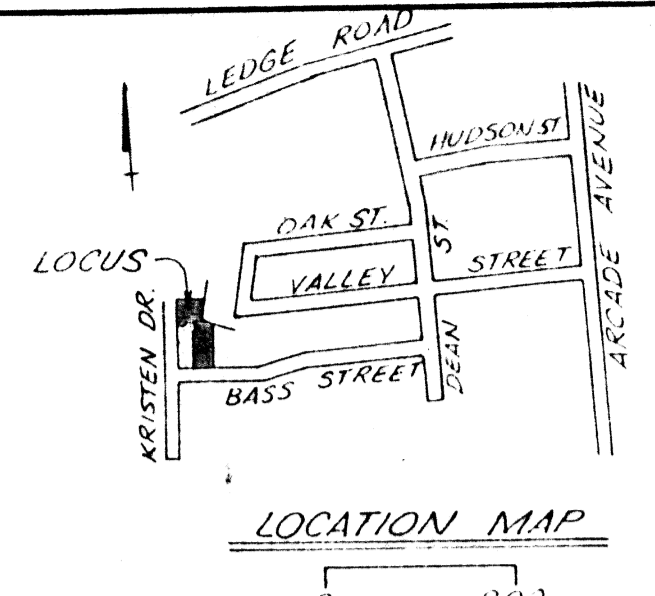 LEDGE ROAD
HUDSON ST
ARCADE AVENUE
OAK ST.
ST.
LOCUS
VALLEY STREET
KRISTEN DR.
DEAN
BASS STREET
LOCATION MAP